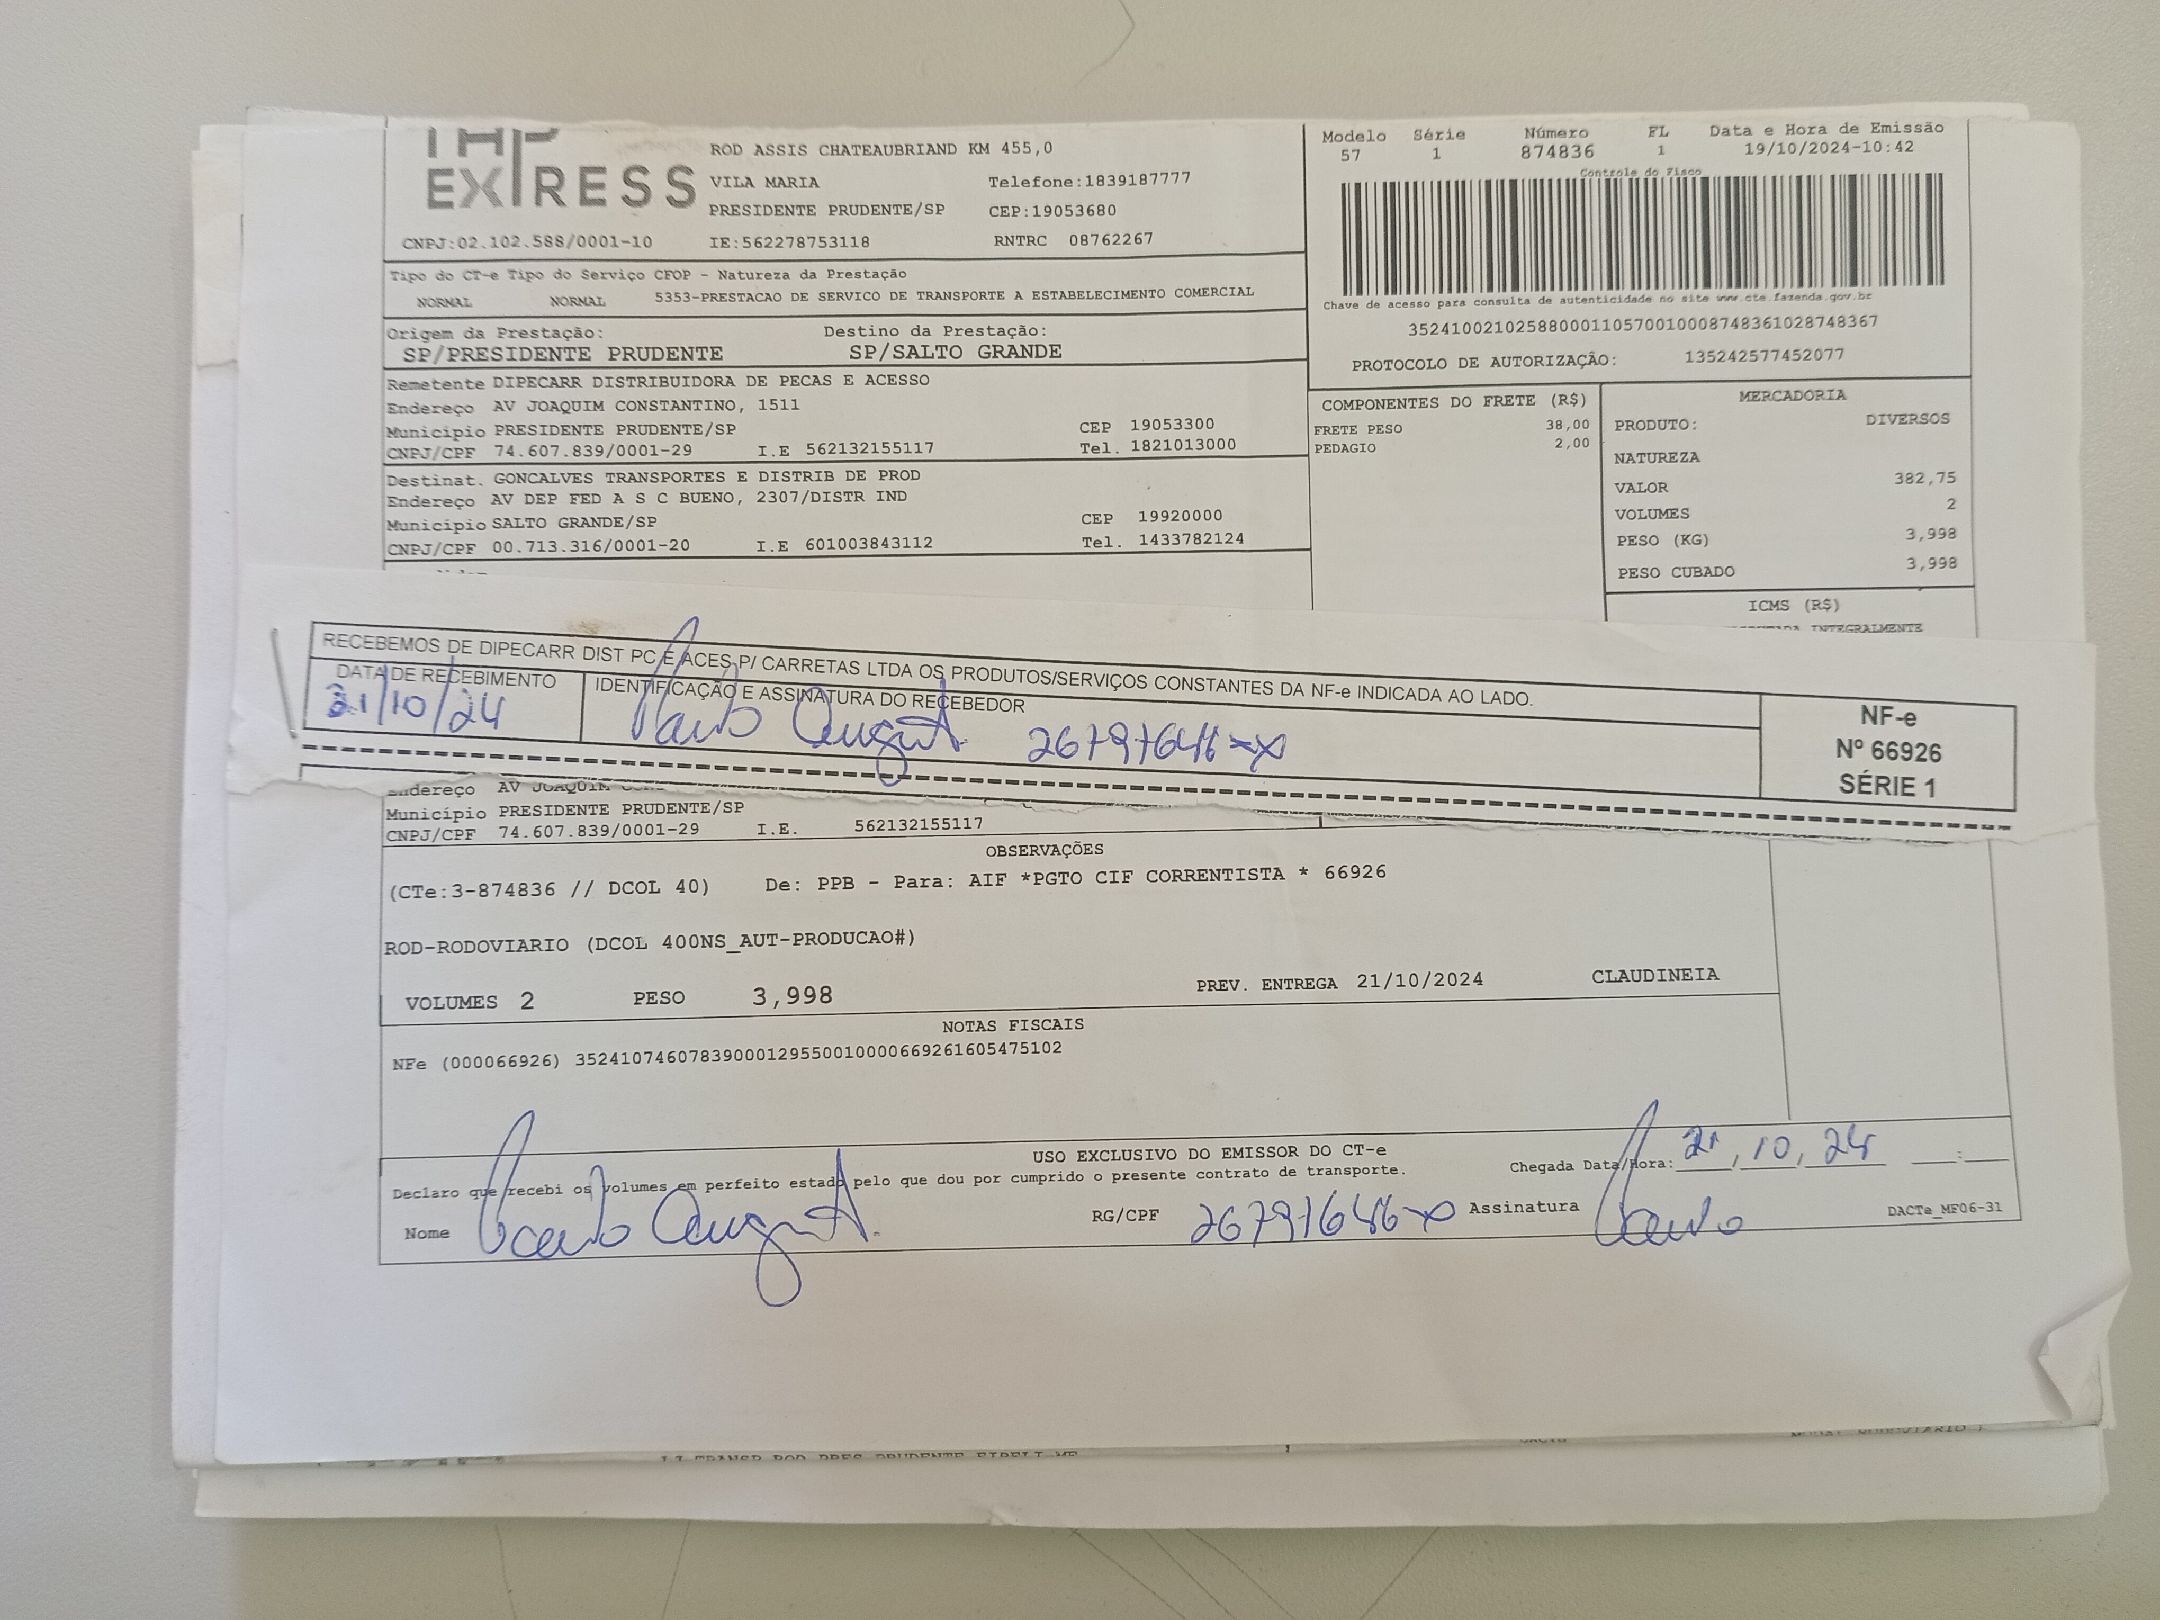 EXPRESS
ROD ASSIS CHATEAUBRIAND KM 455,0
VILA MARIA Telefone:1839187777
PRESIDENTE PRUDENTE/SP CEP:19053680
CNPJ:02.102.588/0001-10 IE:562278753118 RNTRC 08762267
Modelo Série Número FL Data e Hora de Emissão
57 1 874836 1 19/10/2024-10:42
Controle do Fisco
Tipo do CT-e Tipo do Serviço CFOP - Natureza da Prestação
NORMAL NORMAL 5353-PRESTACAO DE SERVICO DE TRANSPORTE A ESTABELECIMENTO COMERCIAL
Chave de acesso para consulta de autenticidade no site www.cte.fazenda.gov.br
35241002102588000110570010008748361028748367
PROTOCOLO DE AUTORIZAÇÃO: 135242577452077
Origem da Prestação: Destino da Prestação:
SP/PRESIDENTE PRUDENTE SP/SALTO GRANDE
Remetente DIPECARR DISTRIBUIDORA DE PECAS E ACESSO
Endereço AV JOAQUIM CONSTANTINO, 1511
Município PRESIDENTE PRUDENTE/SP CEP 19053300
CNPJ/CPF 74.607.839/0001-29 I.E 562132155117 Tel. 1821013000
Destinat. GONCALVES TRANSPORTES E DISTRIB DE PROD
Endereço AV DEP FED A S C BUENO, 2307/DISTR IND
Município SALTO GRANDE/SP CEP 19920000
CNPJ/CPF 00.713.316/0001-20 I.E 601003843112 Tel. 1433782124
COMPONENTES DO FRETE (R$)
FRETE PESO 38,00
PEDAGIO 2,00
MERCADORIA
PRODUTO: DIVERSOS
NATUREZA
VALOR 382,75
VOLUMES 2
PESO (KG) 3,998
PESO CUBADO 3,998
ICMS (R$)
INTEGRALMENTE
RECEBEMOS DE DIPECARR DIST PC E ACES P/ CARRETAS LTDA OS PRODUTOS/SERVIÇOS CONSTANTES DA NF-e INDICADA AO LADO.
DATA DE RECEBIMENTO IDENTIFICAÇÃO E ASSINATURA DO RECEBEDOR
21/10/24
NF-e
Nº 66926
SÉRIE 1
Endereço AV JOAQUIM
Município PRESIDENTE PRUDENTE/SP
CNPJ/CPF 74.607.839/0001-29 I.E. 562132155117
OBSERVAÇÕES
(CTe:3-874836 // DCOL 40) De: PPB - Para: AIF *PGTO CIF CORRENTISTA * 66926
ROD-RODOVIARIO (DCOL 400NS_AUT-PRODUCAO#)
VOLUMES 2 PESO 3,998 PREV. ENTREGA 21/10/2024 CLAUDINEIA
NOTAS FISCAIS
NFe (000066926) 35241074607839000129550010000669261605475102
USO EXCLUSIVO DO EMISSOR DO CT-e
Declaro que recebi os volumes em perfeito estado pelo que dou por cumprido o presente contrato de transporte.
Chegada Data/Hora: 21, 10, 24 :
Nome RG/CPF Assinatura
DACTe_MF06-31